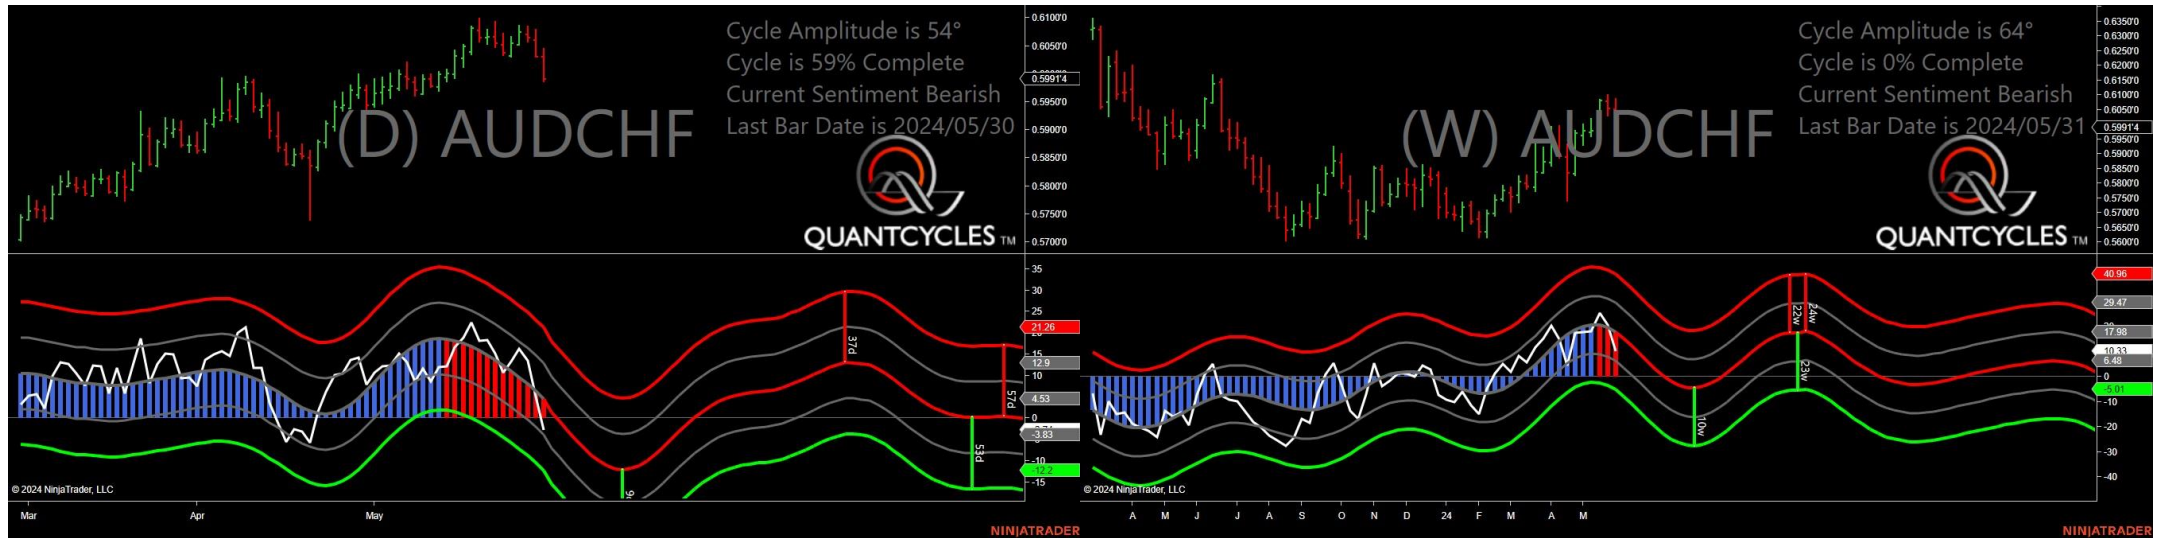 Cycle Amplitude is 54°
Cycle is 59% Complete
Current Sentiment Bearish
Last Bar Date is 2024/05/30
(D) AUDCHF
QUANTCYCLES TM
0.6100'0
0.6050'0
0.5991'4
0.5950'0
0.5900'0
0.5850'0
0.5800'0
0.5750'0
0.5700'0
35
30
25
21.26
15
12.9
10
4.53
0
-3.83
-10
-12.2
-15
37d
53d
57d
© 2024 NinjaTrader, LLC
Mar Apr May
NINJATRADER
Cycle Amplitude is 64°
Cycle is 0% Complete
Current Sentiment Bearish
Last Bar Date is 2024/05/31
(W) AUDCHF
QUANTCYCLES TM
0.6350'0
0.6300'0
0.6250'0
0.6200'0
0.6150'0
0.6100'0
0.6050'0
0.5991'4
0.5950'0
0.5900'0
0.5850'0
0.5800'0
0.5750'0
0.5700'0
0.5650'0
0.5600'0
40.96
29.47
17.98
10.33
6.48
0
-5.01
-10
-20
-30
-40
10w
22w
24w
23w
© 2024 NinjaTrader, LLC
A M J J A S O N D 24 F M A M
NINJATRADER